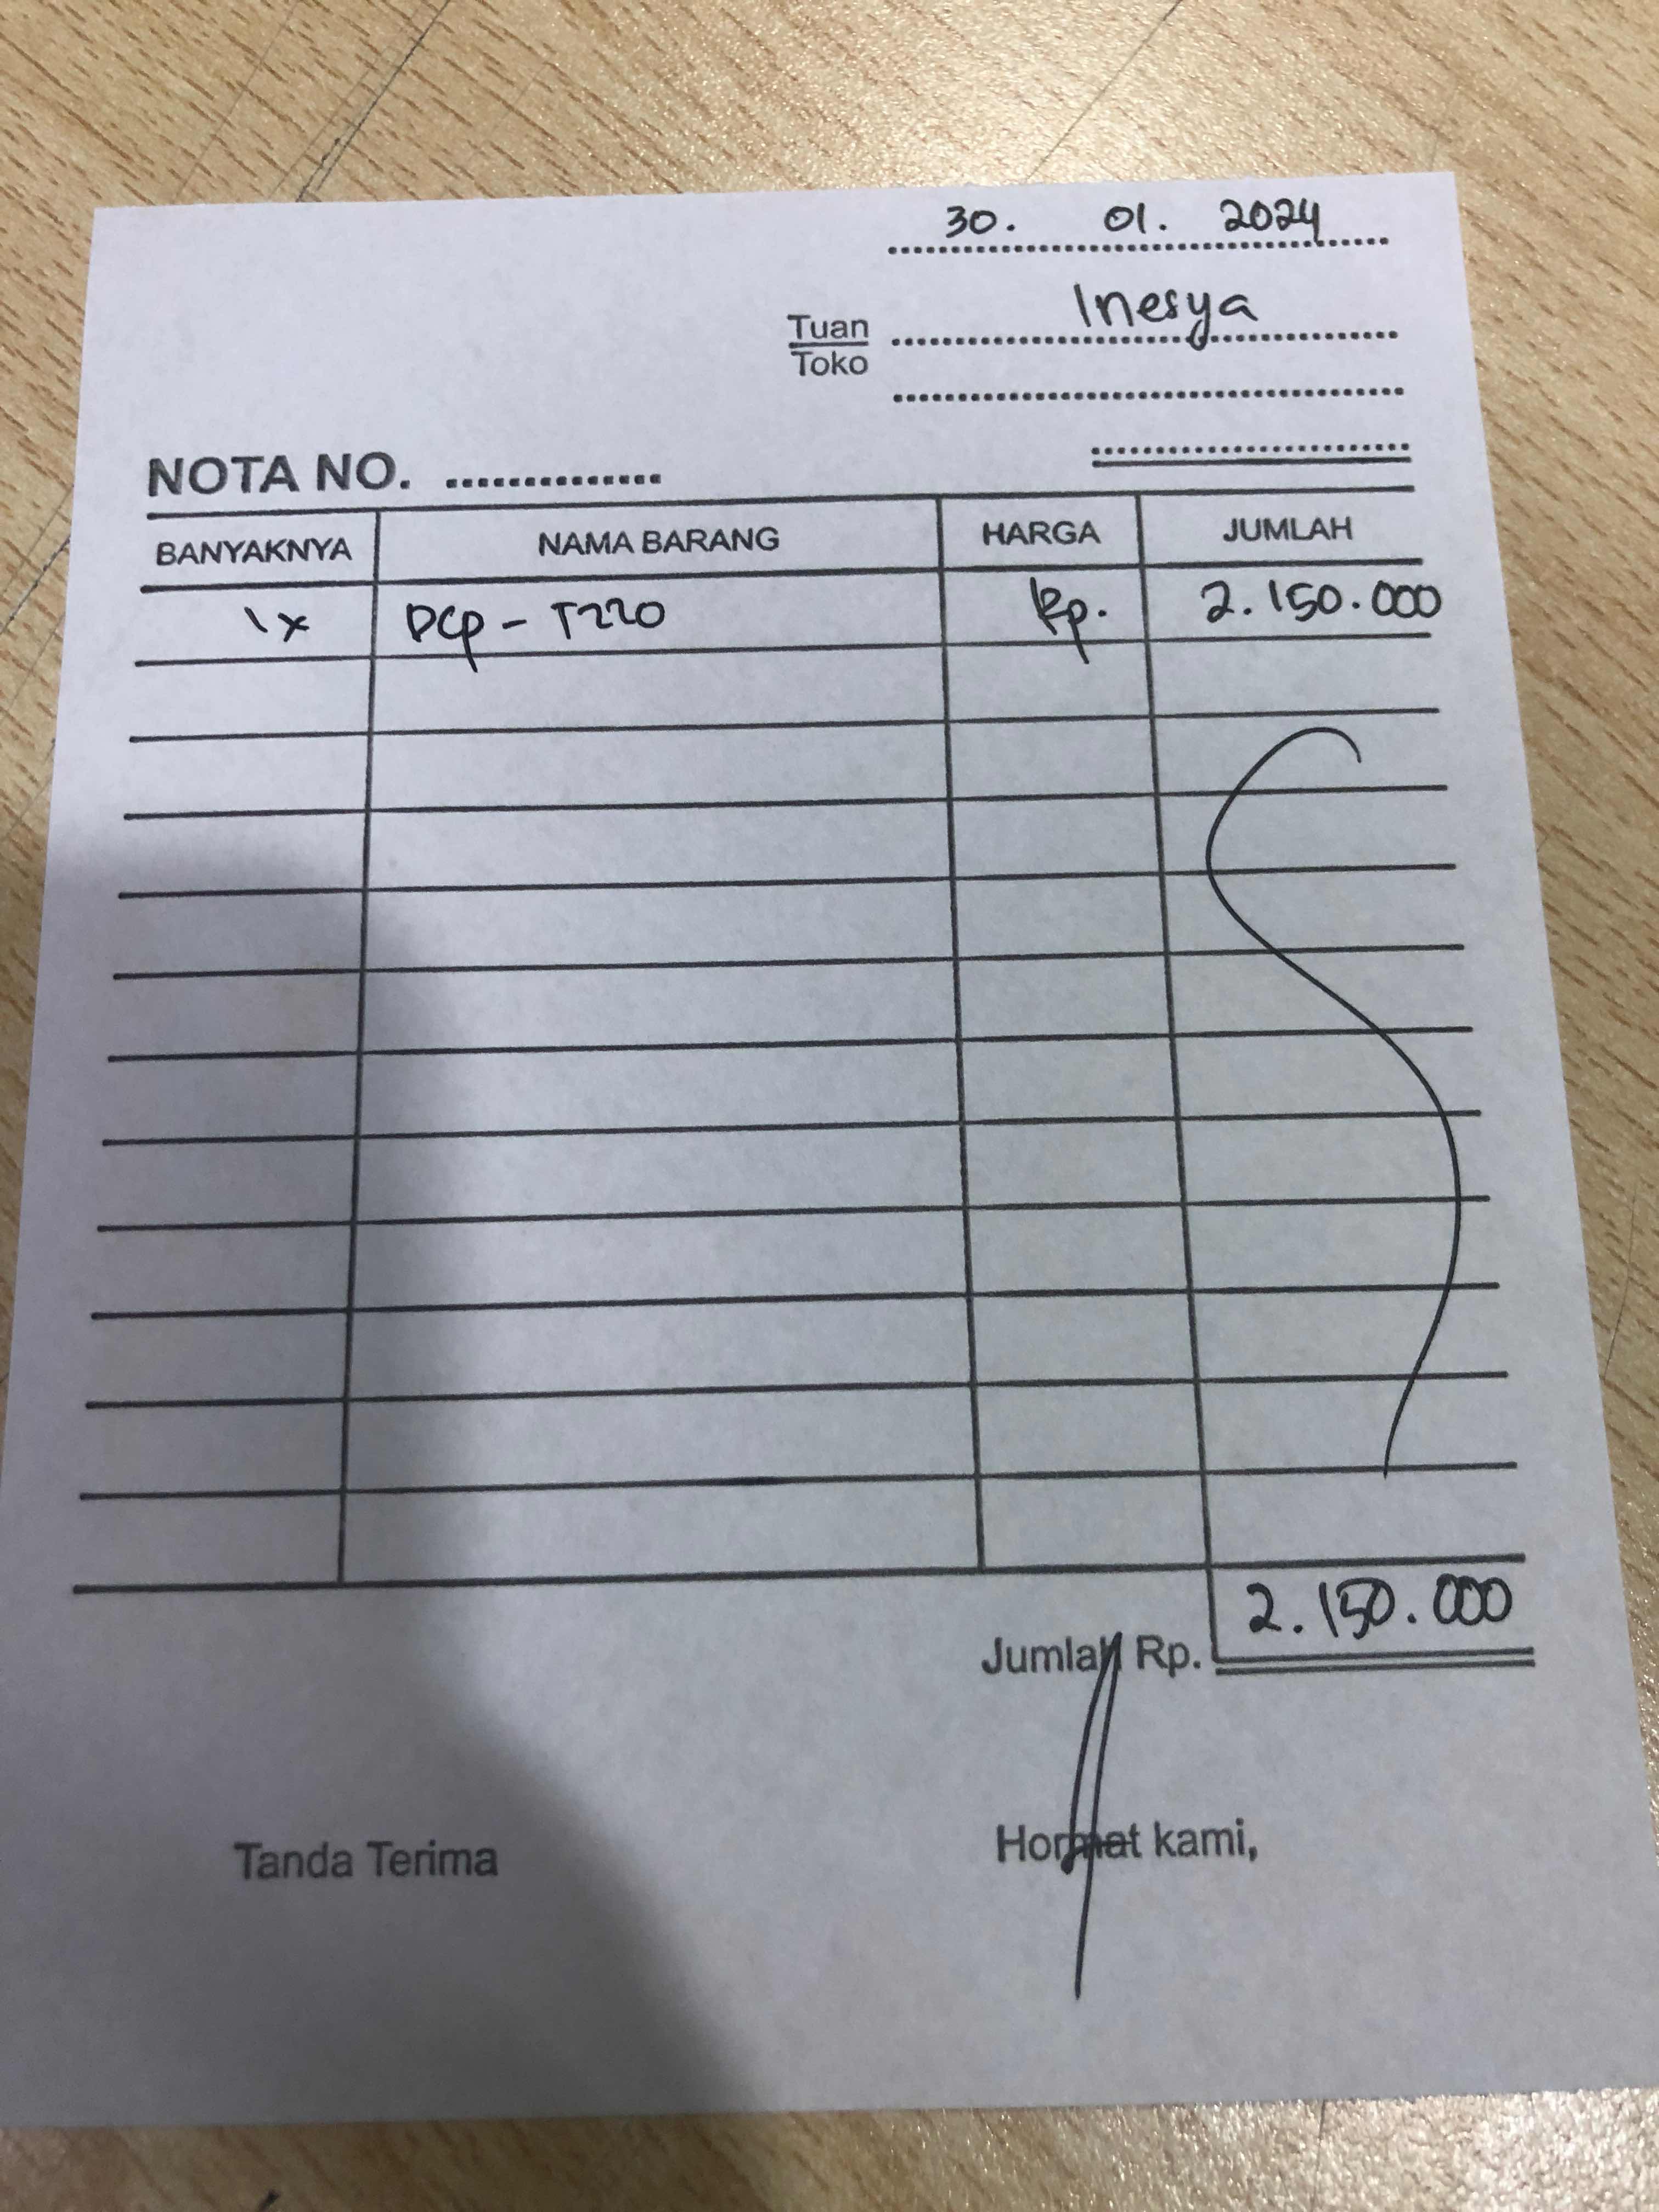 30. 01. 2024
Tuan Inesya
Toko
NOTA NO.
BANYAKNYA NAMA BARANG HARGA JUMLAH
1x DCP - T220 Rp. 2.150.000
Jumlah Rp. 2.150.000
Tanda Terima Hormat kami,